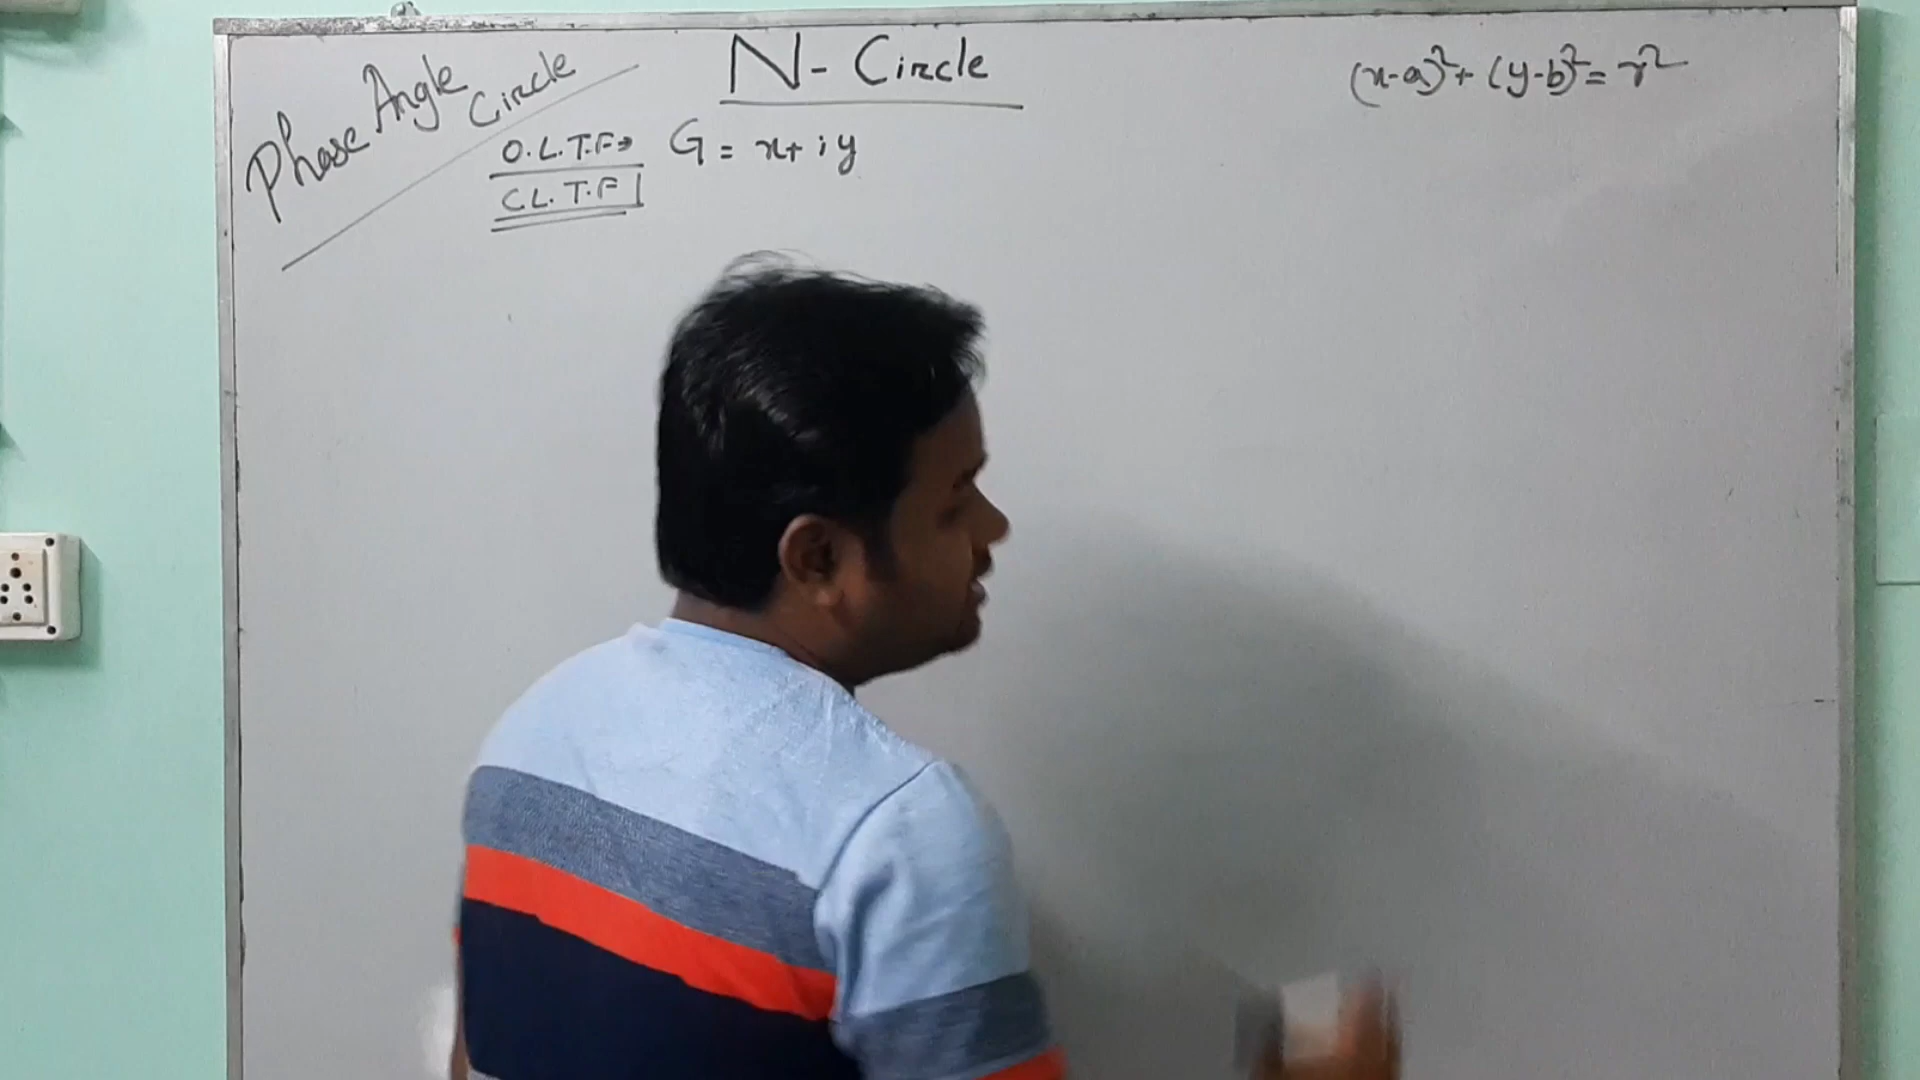 N- Circle
(x-a)²+ (y-b)²= r²
Phase Angle Circle
O.L.T.F⇒ G = x+ iy
C.L.T.F